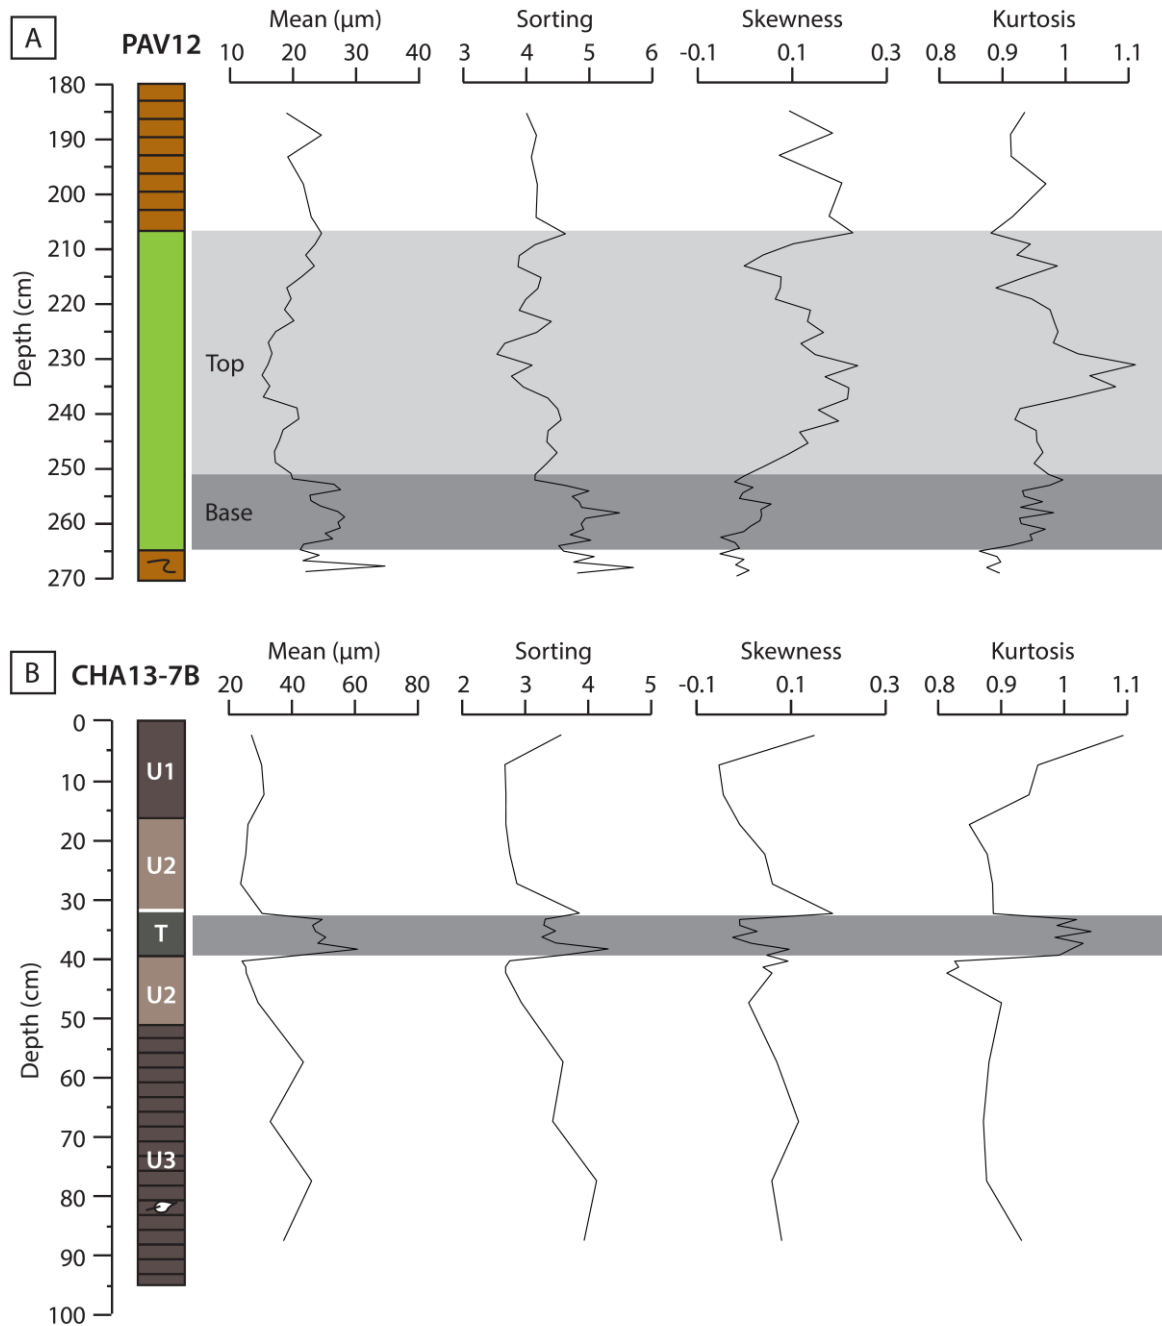 A
PAV12
Mean (µm) Sorting Skewness Kurtosis
10 20 30 40 3 4 5 6 -0.1 0.1 0.3 0.8 0.9 1 1.1
Depth (cm)
180
190
200
210
220
230
240
250
260
270
Top
Base
B
CHA13-7B
Mean (µm) Sorting Skewness Kurtosis
20 40 60 80 2 3 4 5 -0.1 0.1 0.3 0.8 0.9 1 1.1
Depth (cm)
0
10
20
30
40
50
60
70
80
90
100
U1
U2
T
U2
U3